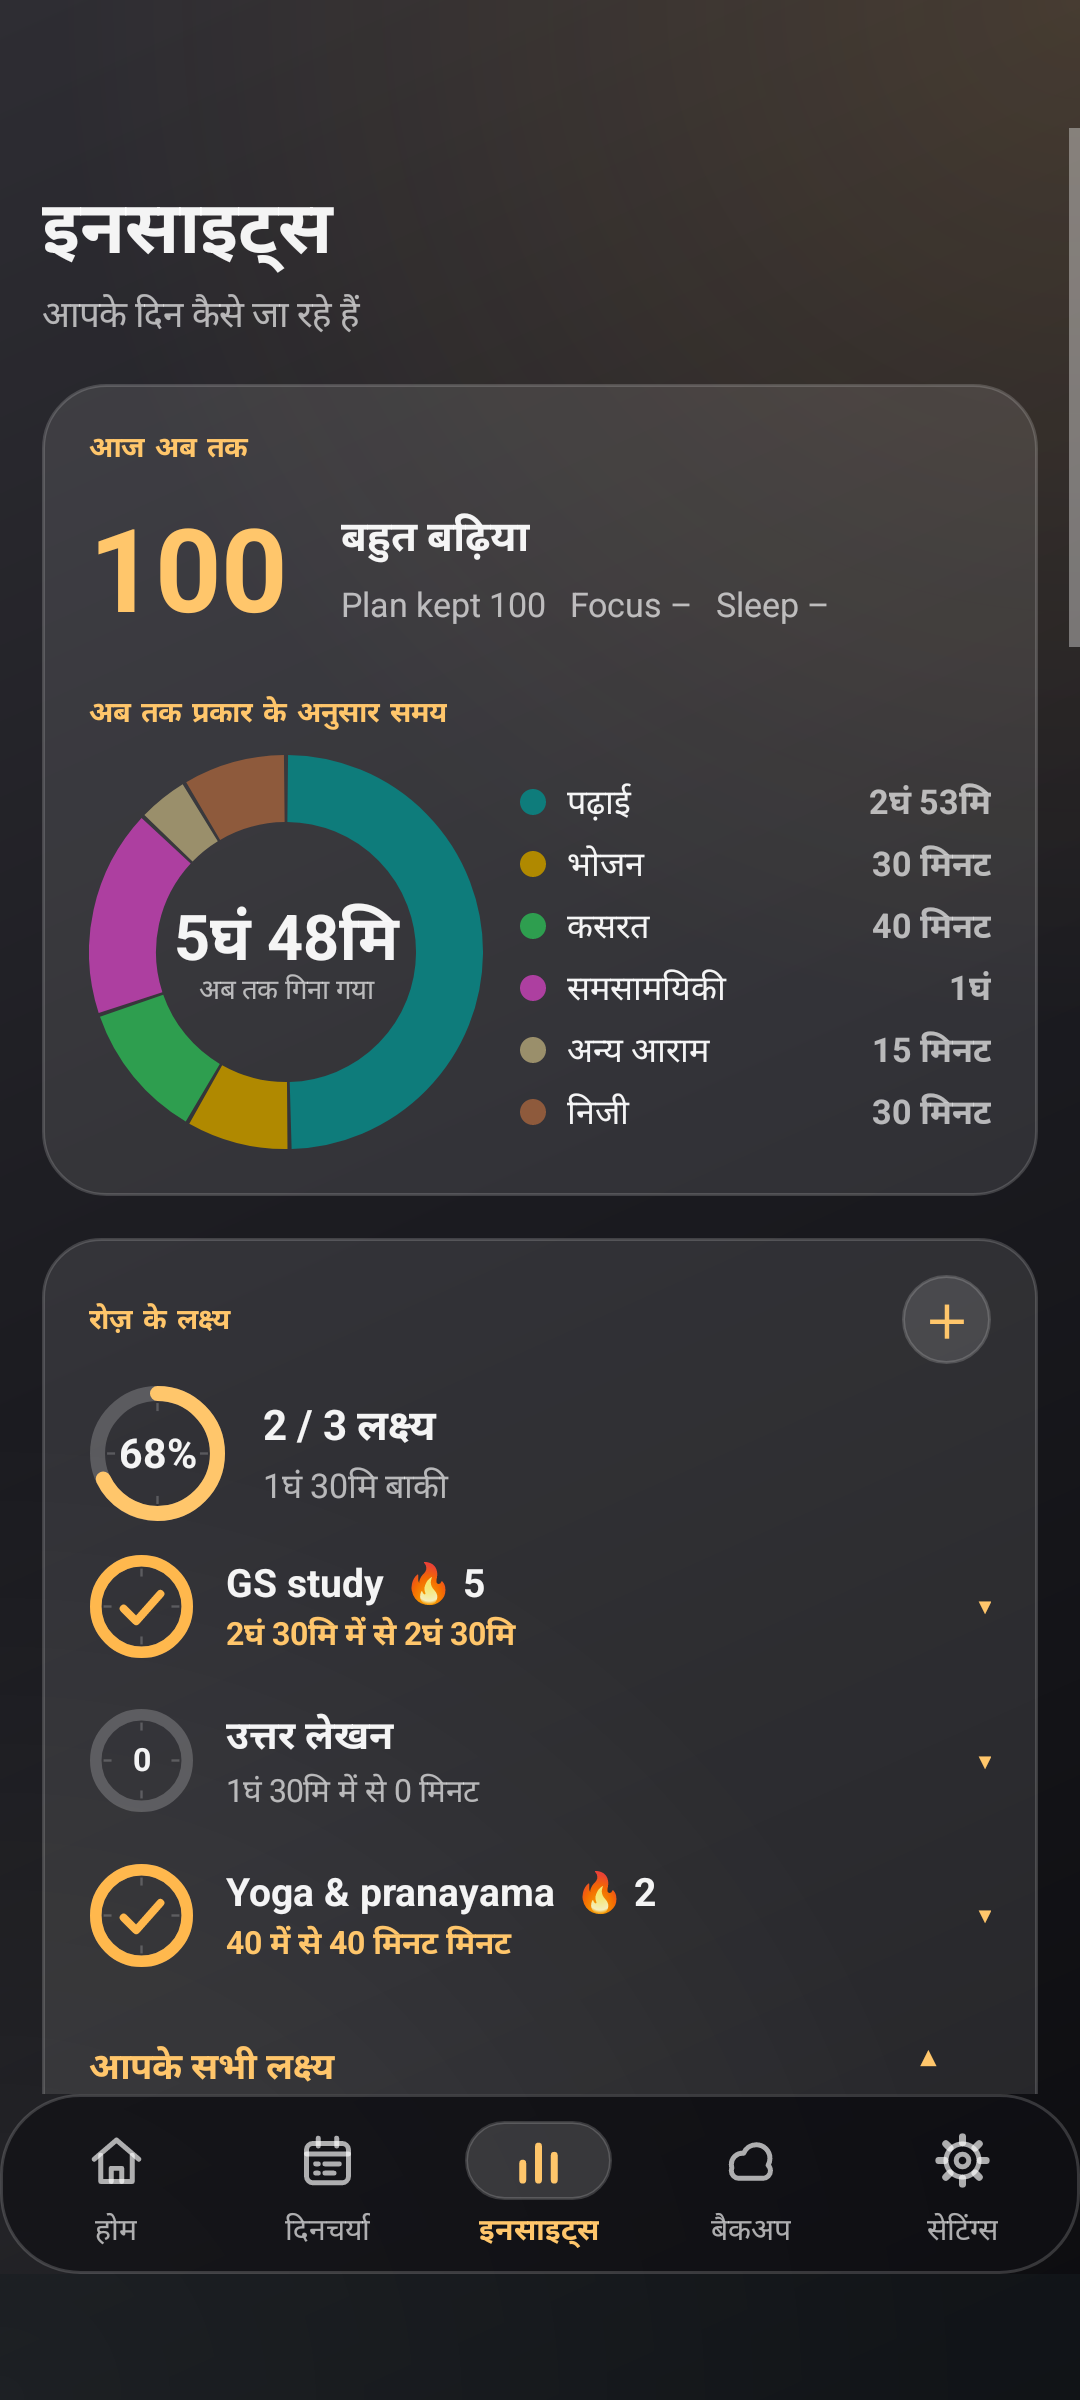 इनसाइट्स
आपके दिन कैसे जा रहे हैं
आज अब तक
100
बहुत बढ़िया
Plan kept 100 Focus – Sleep –
अब तक प्रकार के अनुसार समय
5घं 48मि
अब तक गिना गया
पढ़ाई 2घं 53मि
भोजन 30 मिनट
कसरत 40 मिनट
समसामयिकी 1घं
अन्य आराम 15 मिनट
निजी 30 मिनट
रोज़ के लक्ष्य
68%
2 / 3 लक्ष्य
1घं 30मि बाकी
GS study 🔥 5
2घं 30मि में से 2घं 30मि
0
उत्तर लेखन
1घं 30मि में से 0 मिनट
Yoga & pranayama 🔥 2
40 में से 40 मिनट मिनट
आपके सभी लक्ष्य
होम दिनचर्या इनसाइट्स बैकअप सेटिंग्स